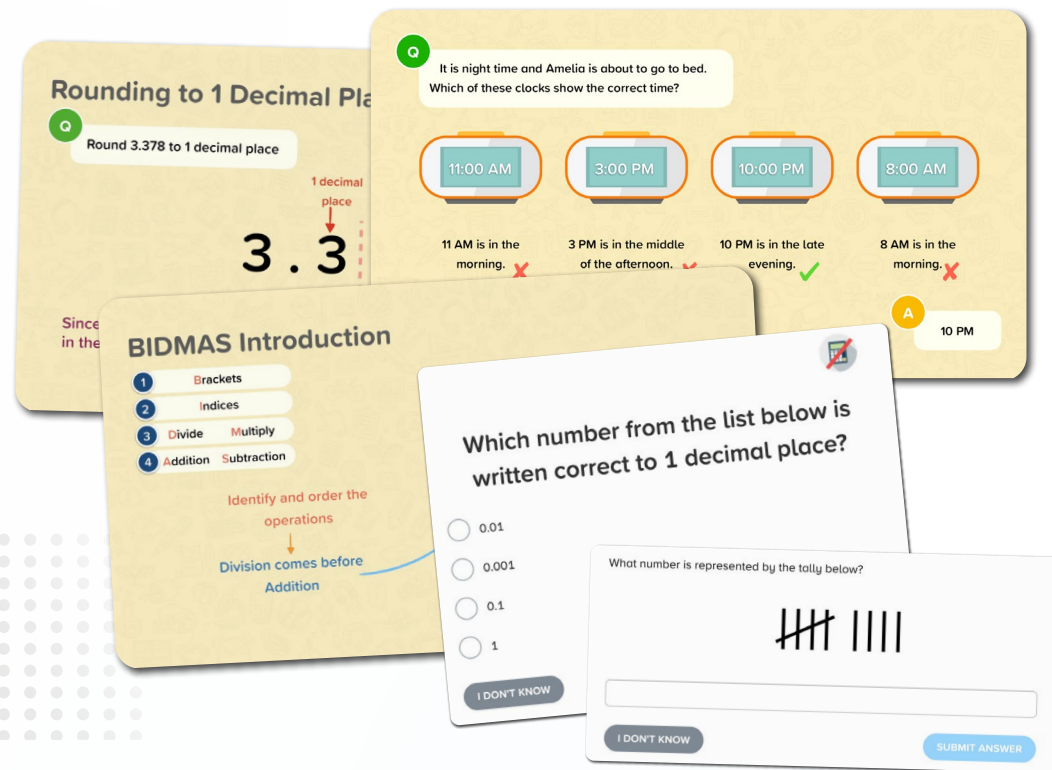 Rounding to 1 Decimal Pla
Q
Round 3.378 to 1 decimal place
1 decimal
place
3.3
Since
in the
Q
It is night time and Amelia is about to go to bed.
Which of these clocks show the correct time?
11:00 AM
3:00 PM
10:00 PM
8:00 AM
11 AM is in the
morning.
3 PM is in the middle
of the afternoon.
10 PM is in the late
evening.
8 AM is in the
morning.
A
10 PM
BIDMAS Introduction
1 Brackets
2 Indices
3 Divide Multiply
4 Addition Subtraction
Identify and order the
operations
Division comes before
Addition
Which number from the list below is
written correct to 1 decimal place?
0.01
0.001
0.1
1
I DON'T KNOW
What number is represented by the tally below?
I DON'T KNOW
SUBMIT ANSWER